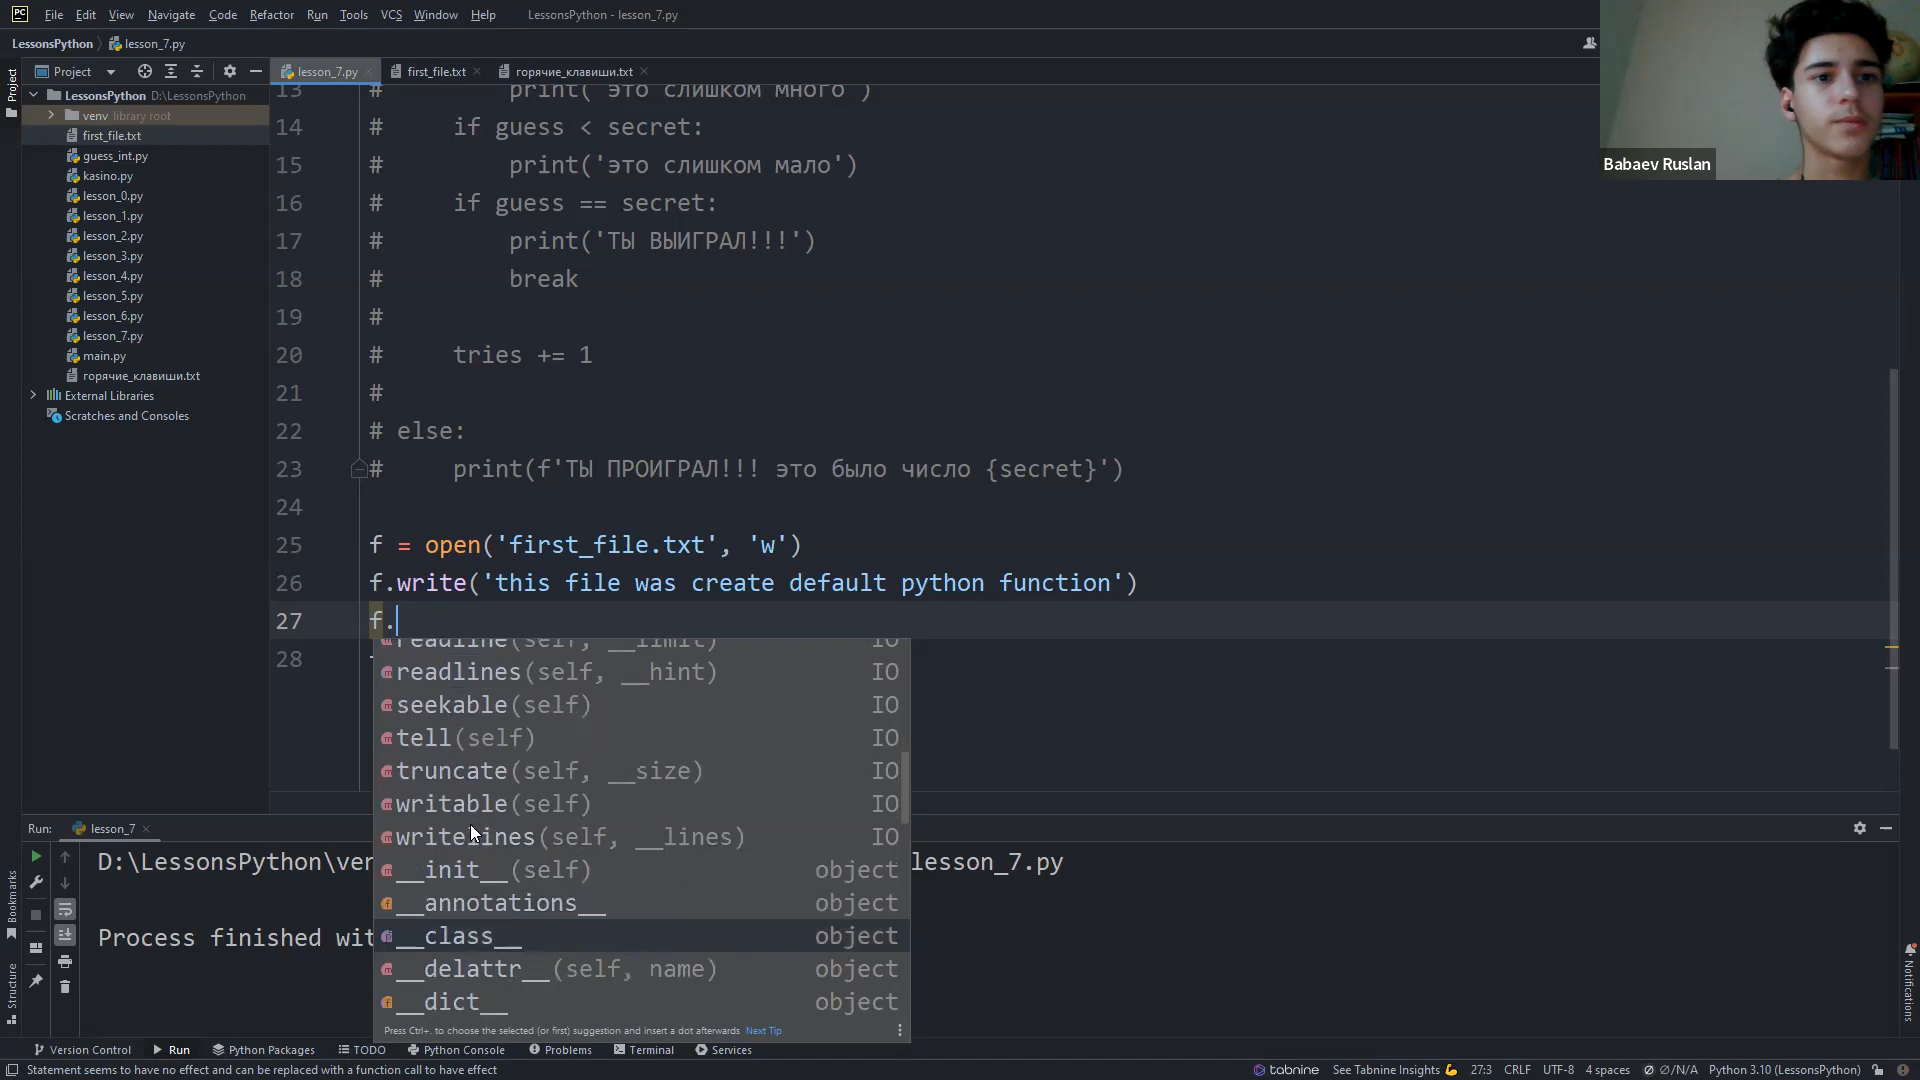 File Edit View Navigate Code Refactor Run Tools VCS Window Help LessonsPython - lesson_7.py
LessonsPython lesson_7.py
Project
lesson_7.py first_file.txt горячие_клавиши.txt
Project
LessonsPython D:\LessonsPython
venv library root
first_file.txt
guess_int.py
kasino.py
lesson_0.py
lesson_1.py
lesson_2.py
lesson_3.py
lesson_4.py
lesson_5.py
lesson_6.py
lesson_7.py
main.py
горячие_клавиши.txt
External Libraries
Scratches and Consoles
Babaev Ruslan
13 # print( это слишком много )
14 # if guess < secret:
15 # print('это слишком мало')
16 # if guess == secret:
17 # print('ТЫ ВЫИГРАЛ!!!')
18 # break
19 #
20 # tries += 1
21 #
22 # else:
23 # print(f'ТЫ ПРОИГРАЛ!!! это было число {secret}')
24
25 f = open('first_file.txt', 'w')
26 f.write('this file was create default python function')
27 f.
28
readline(self, __limit) IO
readlines(self, __hint) IO
seekable(self) IO
tell(self) IO
truncate(self, __size) IO
writable(self) IO
writelines(self, __lines) IO
__init__(self) object
__annotations__ object
__class__ object
__delattr__(self, name) object
__dict__ object
Press Ctrl+. to choose the selected (or first) suggestion and insert a dot afterwards Next Tip
Run: lesson_7
D:\LessonsPython\ven lesson_7.py
Process finished wit
Bookmarks
Structure
Notifications
Version Control Run Python Packages TODO Python Console Problems Terminal Services
Statement seems to have no effect and can be replaced with a function call to have effect tabnine See Tabnine Insights 27:3 CRLF UTF-8 4 spaces ∅/N/A Python 3.10 (LessonsPython)